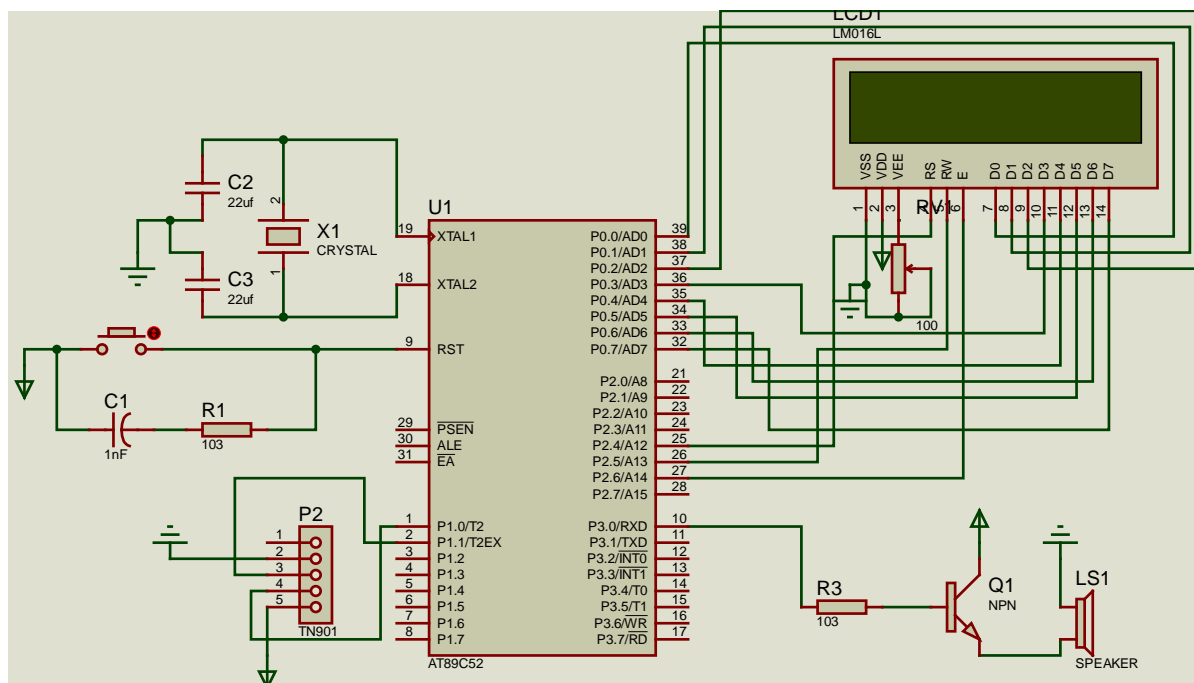 LCD1
LM016L
VSS
VDD
VEE
RS
RW
E
D0
D1
D2
D3
D4
D5
D6
D7
1
2
3
5
6
7
8
9
10
11
12
13
14
RV1
100
C2
22uf
C3
22uf
2
X1
CRYSTAL
1
U1
19 XTAL1
18 XTAL2
9 RST
29 PSEN
30 ALE
31 EA
1 P1.0/T2
2 P1.1/T2EX
3 P1.2
4 P1.3
5 P1.4
6 P1.5
7 P1.6
8 P1.7
P0.0/AD0 39
P0.1/AD1 38
P0.2/AD2 37
P0.3/AD3 36
P0.4/AD4 35
P0.5/AD5 34
P0.6/AD6 33
P0.7/AD7 32
P2.0/A8 21
P2.1/A9 22
P2.2/A10 23
P2.3/A11 24
P2.4/A12 25
P2.5/A13 26
P2.6/A14 27
P2.7/A15 28
P3.0/RXD 10
P3.1/TXD 11
P3.2/INT0 12
P3.3/INT1 13
P3.4/T0 14
P3.5/T1 15
P3.6/WR 16
P3.7/RD 17
AT89C52
C1
1nF
R1
103
P2
1
2
3
4
5
TN901
R3
103
Q1
NPN
LS1
SPEAKER